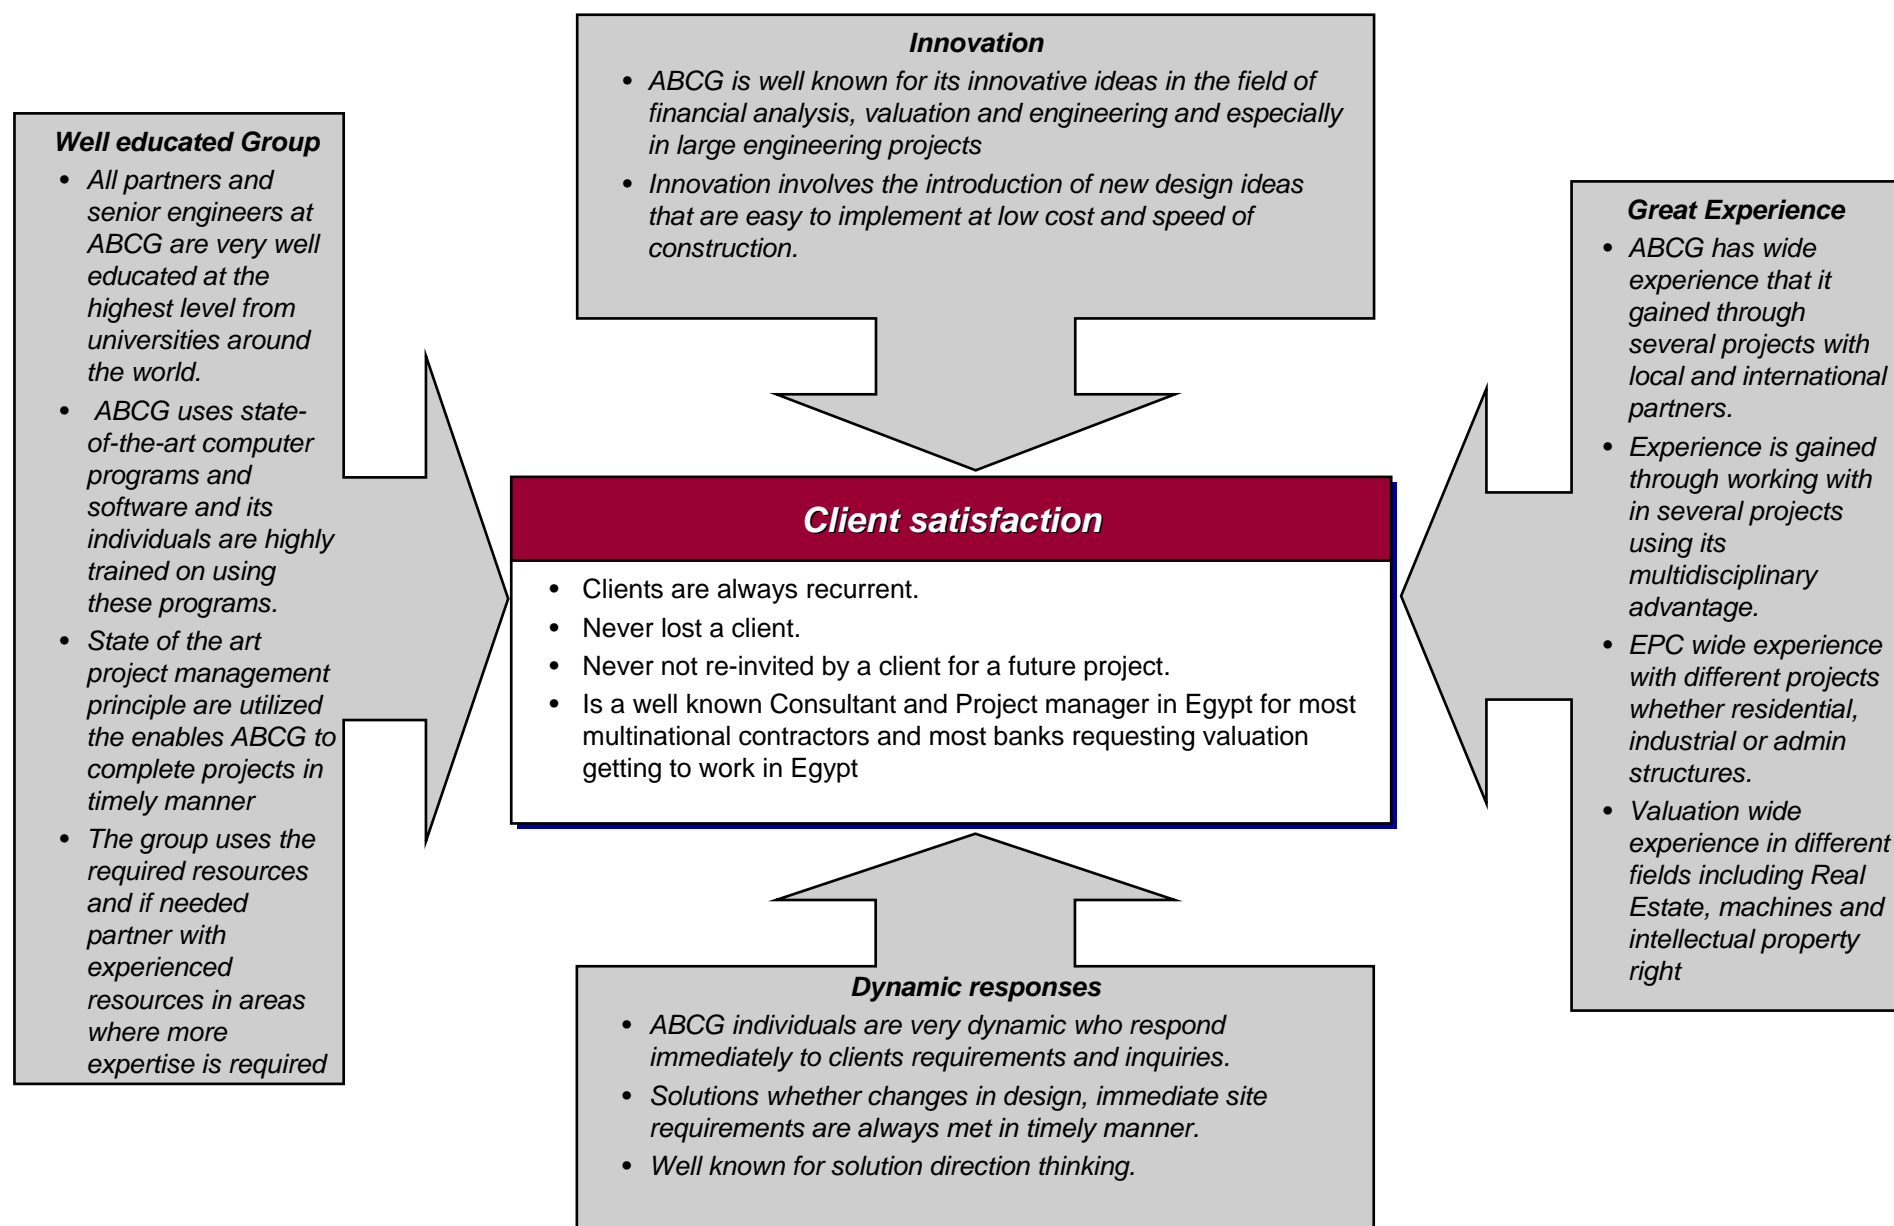 Innovation
• ABCG is well known for its innovative ideas in the field of
financial analysis, valuation and engineering and especially
in large engineering projects
• Innovation involves the introduction of new design ideas
that are easy to implement at low cost and speed of
construction.
Well educated Group
• All partners and
senior engineers at
ABCG are very well
educated at the
highest level from
universities around
the world.
• ABCG uses state-
of-the-art computer
programs and
software and its
individuals are highly
trained on using
these programs.
• State of the art
project management
principle are utilized
the enables ABCG to
complete projects in
timely manner
• The group uses the
required resources
and if needed
partner with
experienced
resources in areas
where more
expertise is required
Client satisfaction
• Clients are always recurrent.
• Never lost a client.
• Never not re-invited by a client for a future project.
• Is a well known Consultant and Project manager in Egypt for most
multinational contractors and most banks requesting valuation
getting to work in Egypt
Great Experience
• ABCG has wide
experience that it
gained through
several projects with
local and international
partners.
• Experience is gained
through working with
in several projects
using its
multidisciplinary
advantage.
• EPC wide experience
with different projects
whether residential,
industrial or admin
structures.
• Valuation wide
experience in different
fields including Real
Estate, machines and
intellectual property
right
Dynamic responses
• ABCG individuals are very dynamic who respond
immediately to clients requirements and inquiries.
• Solutions whether changes in design, immediate site
requirements are always met in timely manner.
• Well known for solution direction thinking.